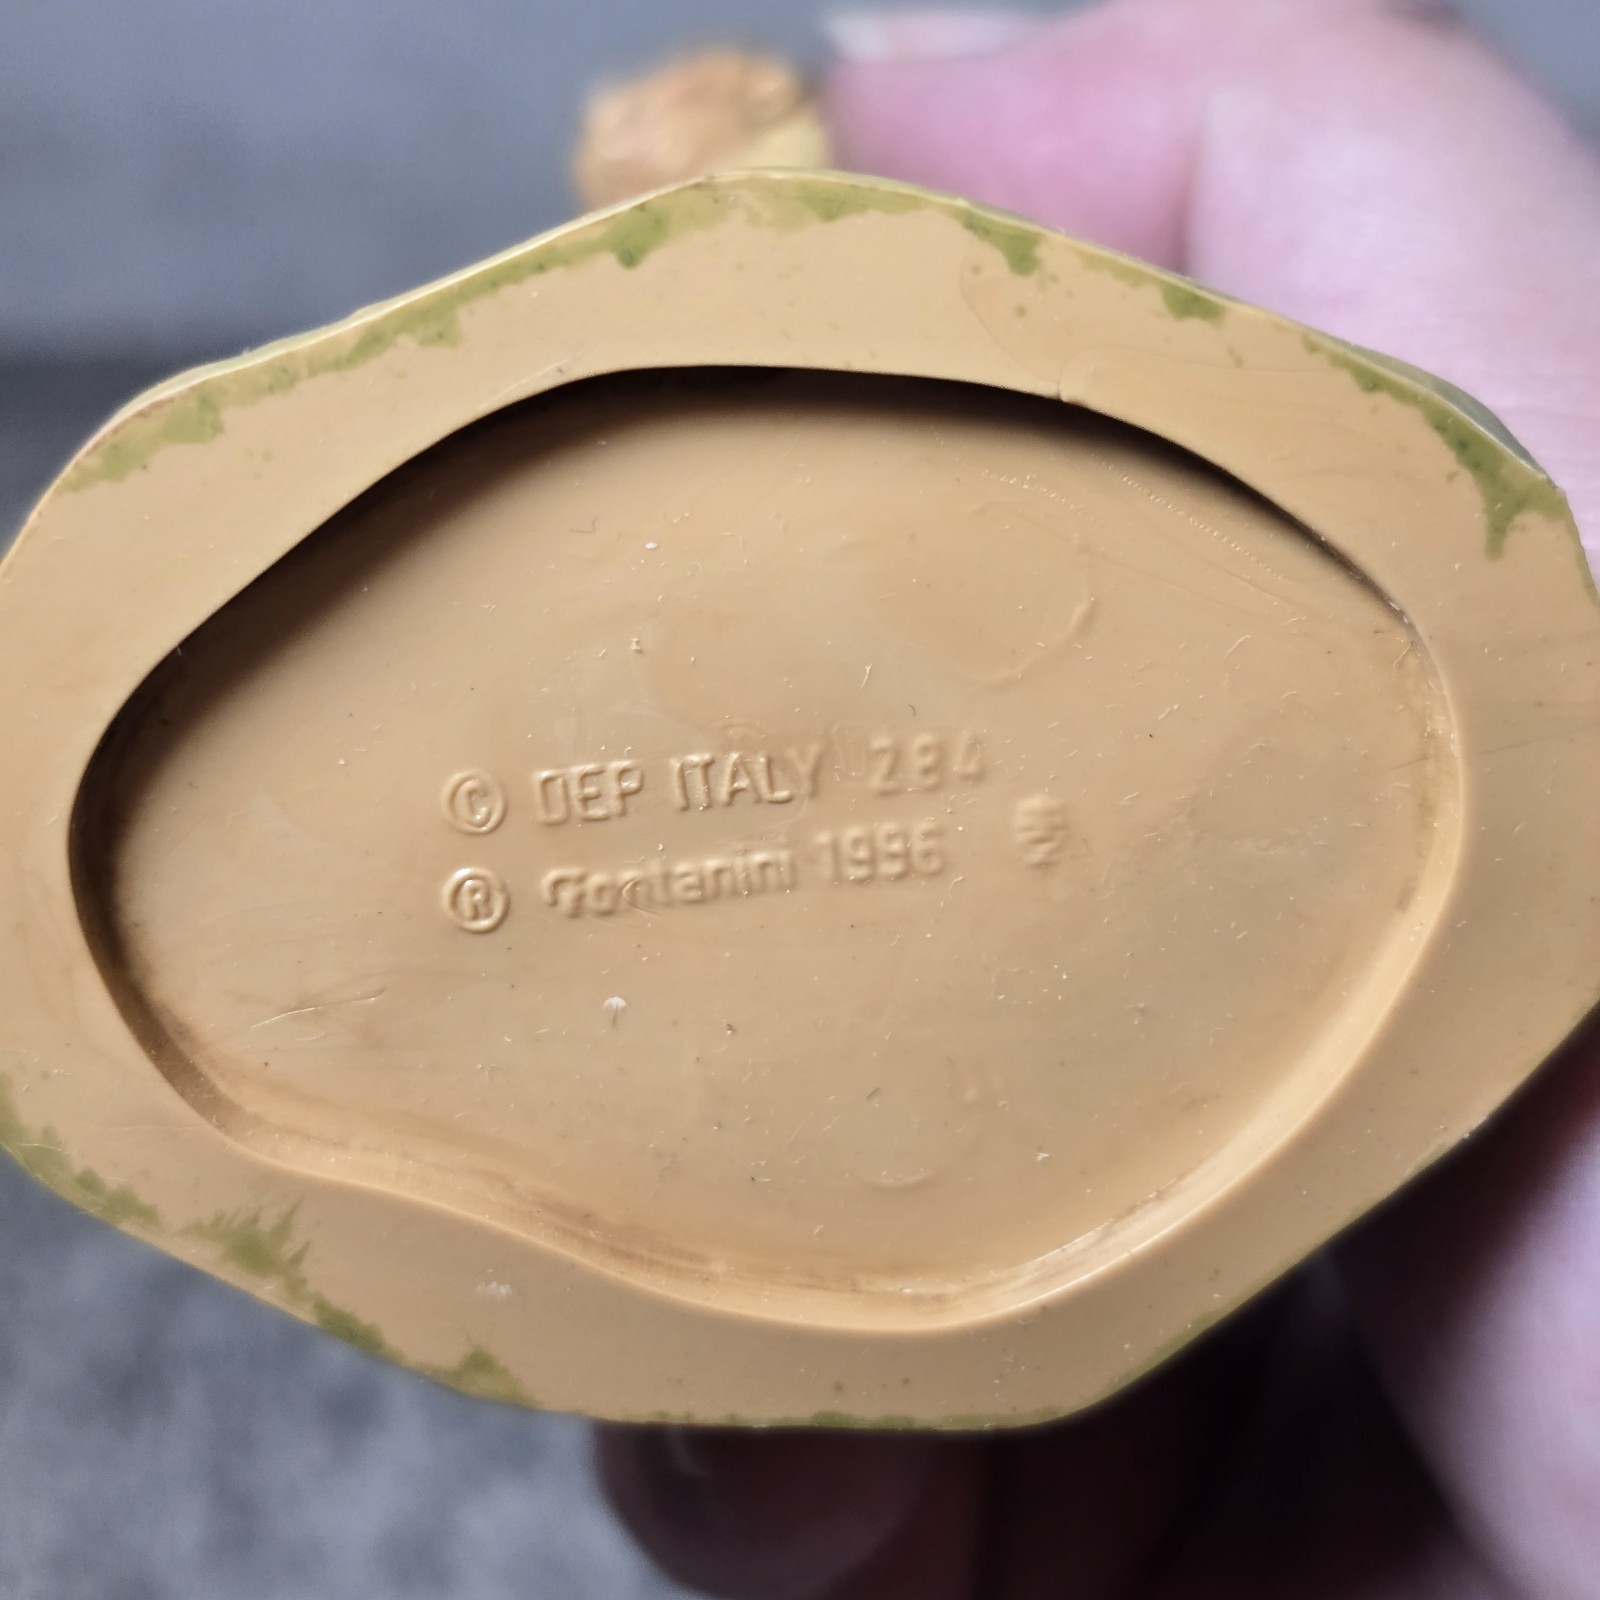 © DEP ITALY 284
® Fontanini 1996